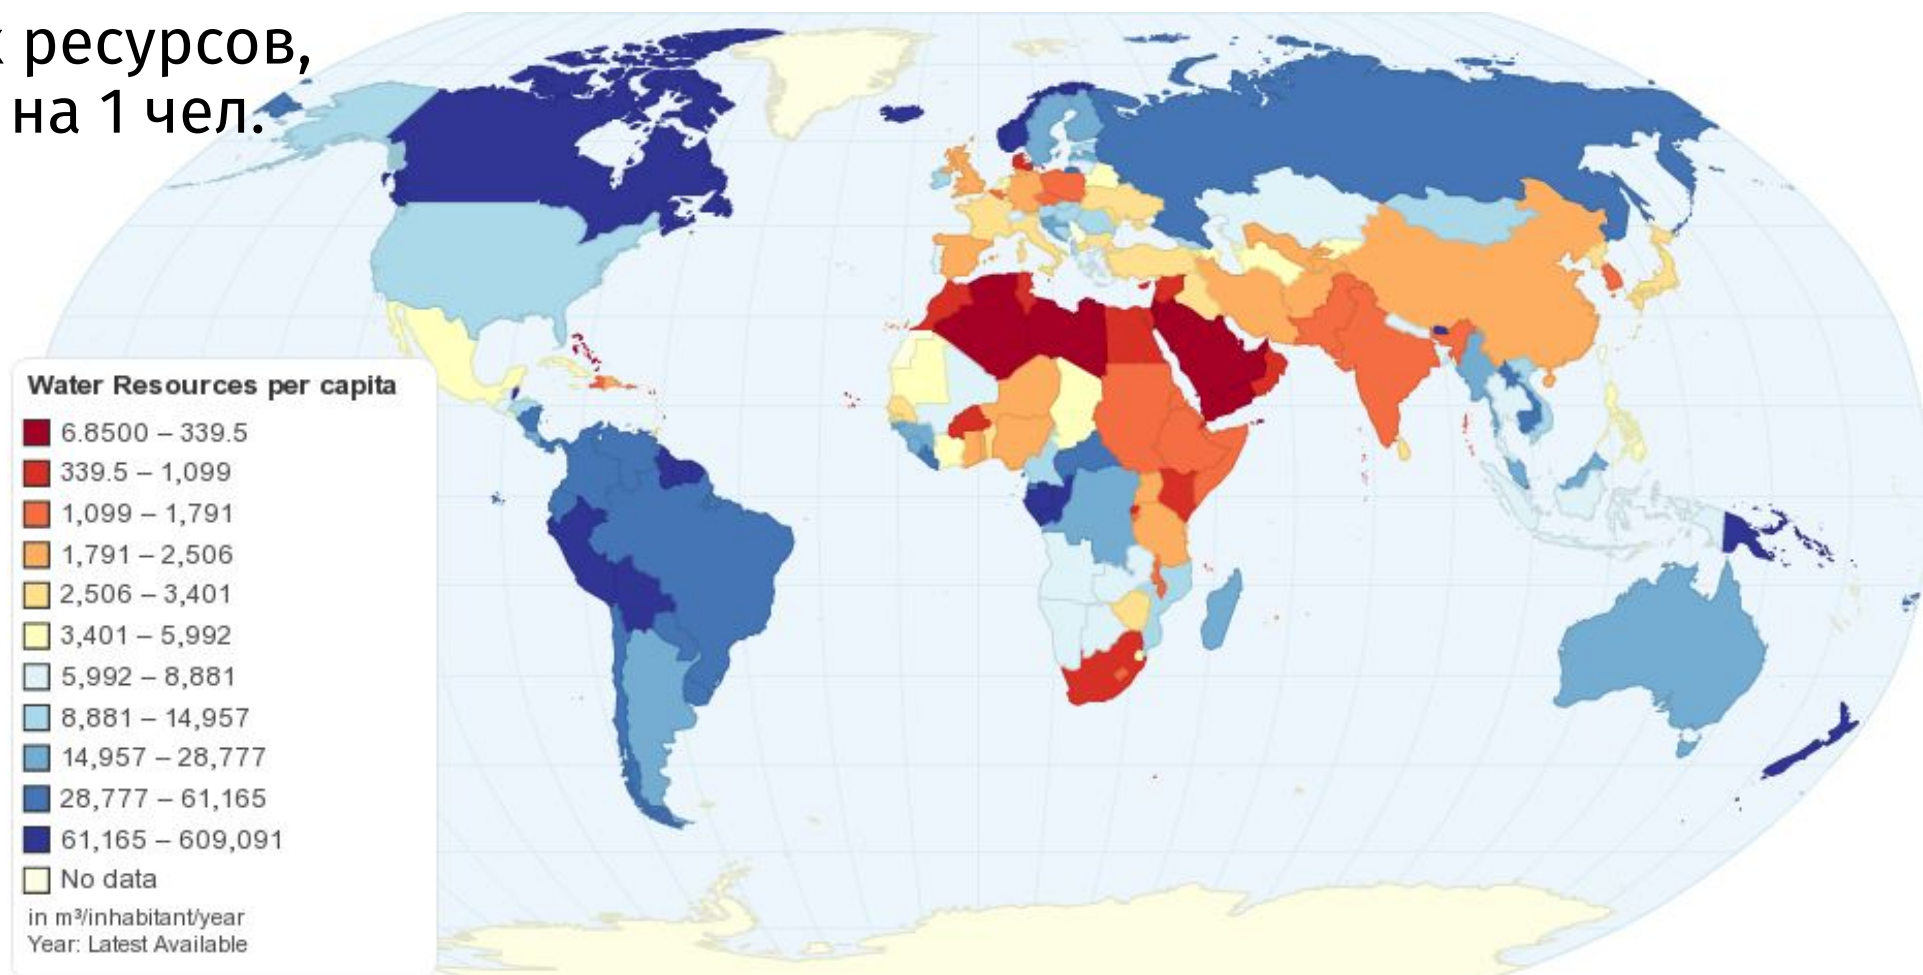 ресурсов,
на 1 чел.
Water Resources per capita
6.8500 – 339.5
339.5 – 1,099
1,099 – 1,791
1,791 – 2,506
2,506 – 3,401
3,401 – 5,992
5,992 – 8,881
8,881 – 14,957
14,957 – 28,777
28,777 – 61,165
61,165 – 609,091
No data
in m³/inhabitant/year
Year: Latest Available